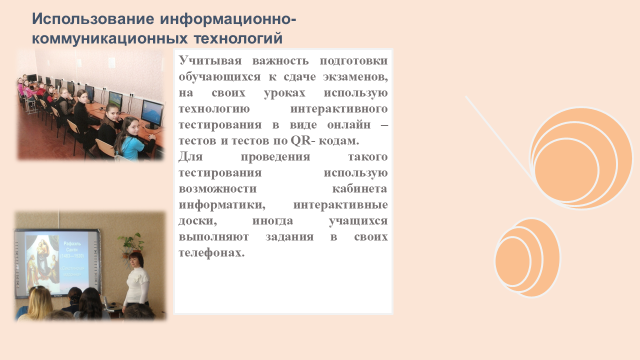 Использование информационно-
коммуникационных технологий
Учитывая важность подготовки
обучающихся к сдаче экзаменов,
на своих уроках использую
технологию интерактивного
тестирования в виде онлайн –
тестов и тестов по QR- кодам.
Для проведения такого
тестирования использую
возможности кабинета
информатики, интерактивные
доски, иногда учащихся
выполняют задания в своих
телефонах.